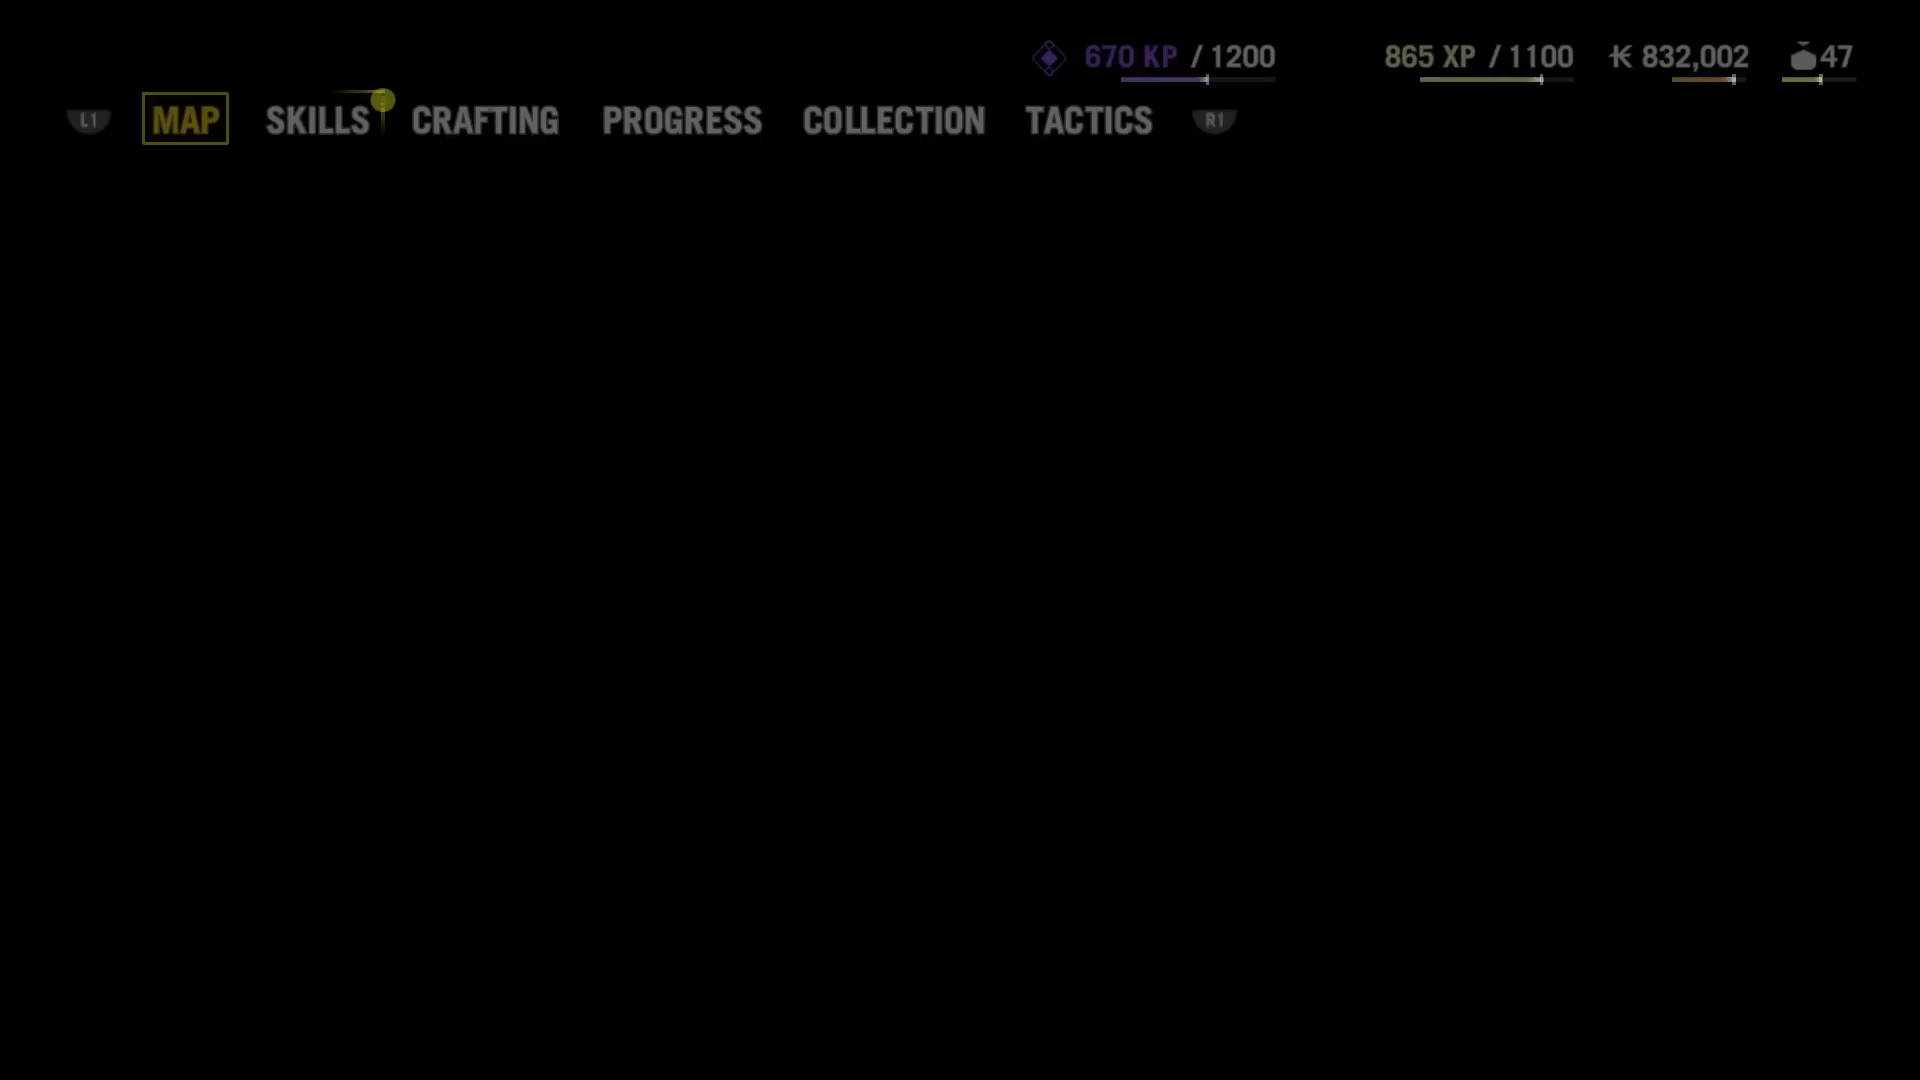 670 KP / 1200 865 XP / 1100 K 832,002 47
L1 MAP SKILLS CRAFTING PROGRESS COLLECTION TACTICS R1